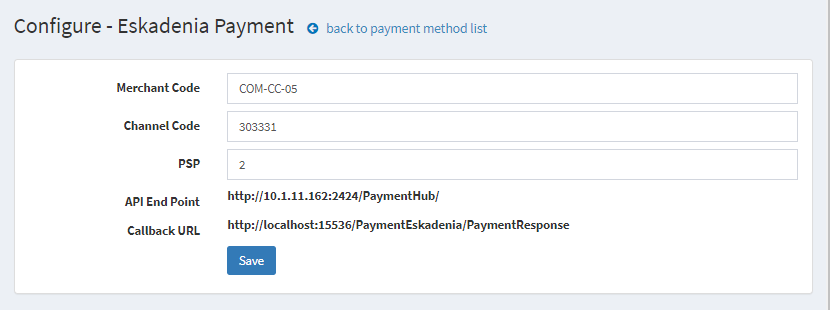 Configure - Eskadenia Payment back to payment method list
Merchant Code COM-CC-05
Channel Code 303331
PSP 2
API End Point http://10.1.11.162:2424/PaymentHub/
Callback URL http://localhost:15536/PaymentEskadenia/PaymentResponse
Save